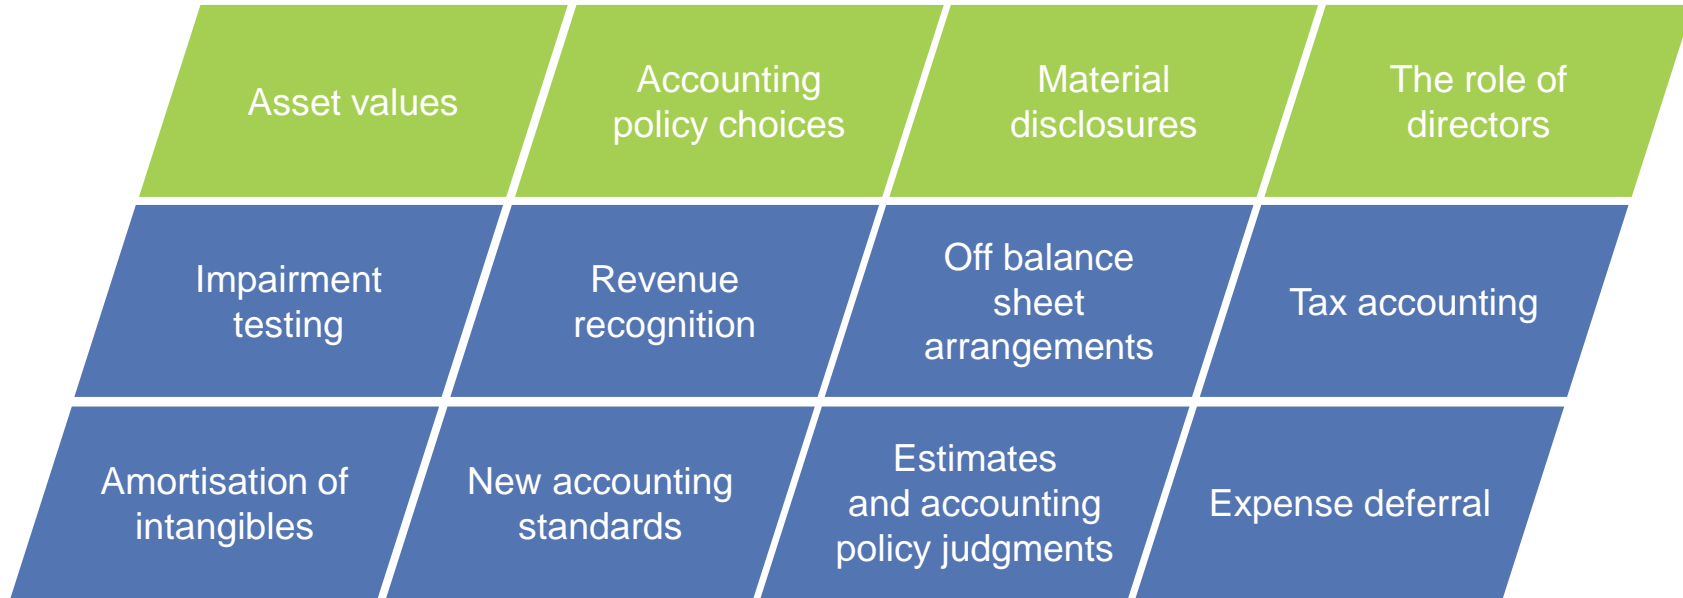 Asset values
Accounting
policy choices
Material
disclosures
The role of
directors
Impairment
testing
Revenue
recognition
Off balance
sheet
arrangements
Tax accounting
Amortisation of
intangibles
New accounting
standards
Estimates
and accounting
policy judgments
Expense deferral